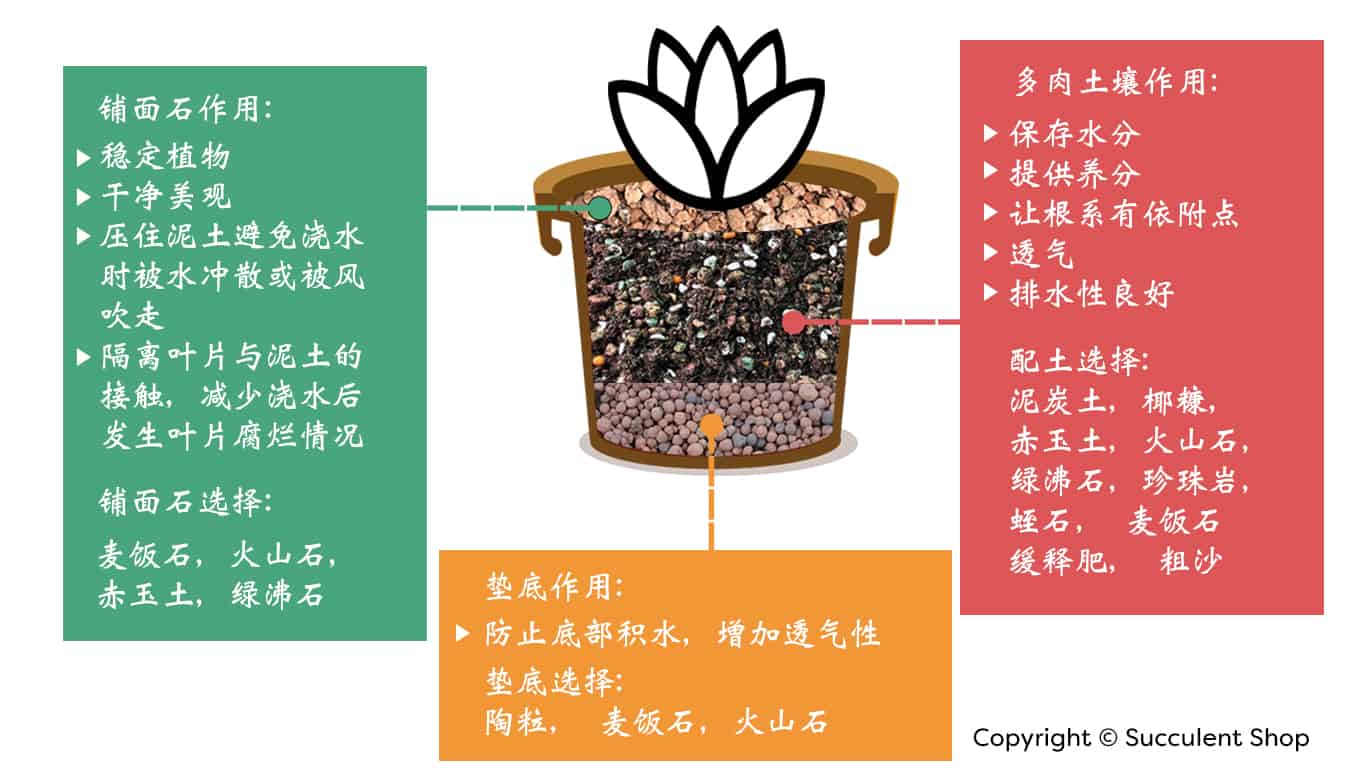 铺面石作用:
稳定植物
干净美观
压住泥土避免浇水
时被水冲散或被风
吹走
隔离叶片与泥土的
接触, 减少浇水后
发生叶片腐烂情况
铺面石选择:
麦饭石, 火山石,
赤玉土, 绿沸石
多肉土壤作用:
保存水分
提供养分
让根系有依附点
透气
排水性良好
配土选择:
泥炭土, 椰糠,
赤玉土, 火山石,
绿沸石, 珍珠岩,
蛭石, 麦饭石
缓释肥, 粗沙
垫底作用:
防止底部积水, 增加透气性
垫底选择:
陶粒, 麦饭石, 火山石
Copyright © Succulent Shop